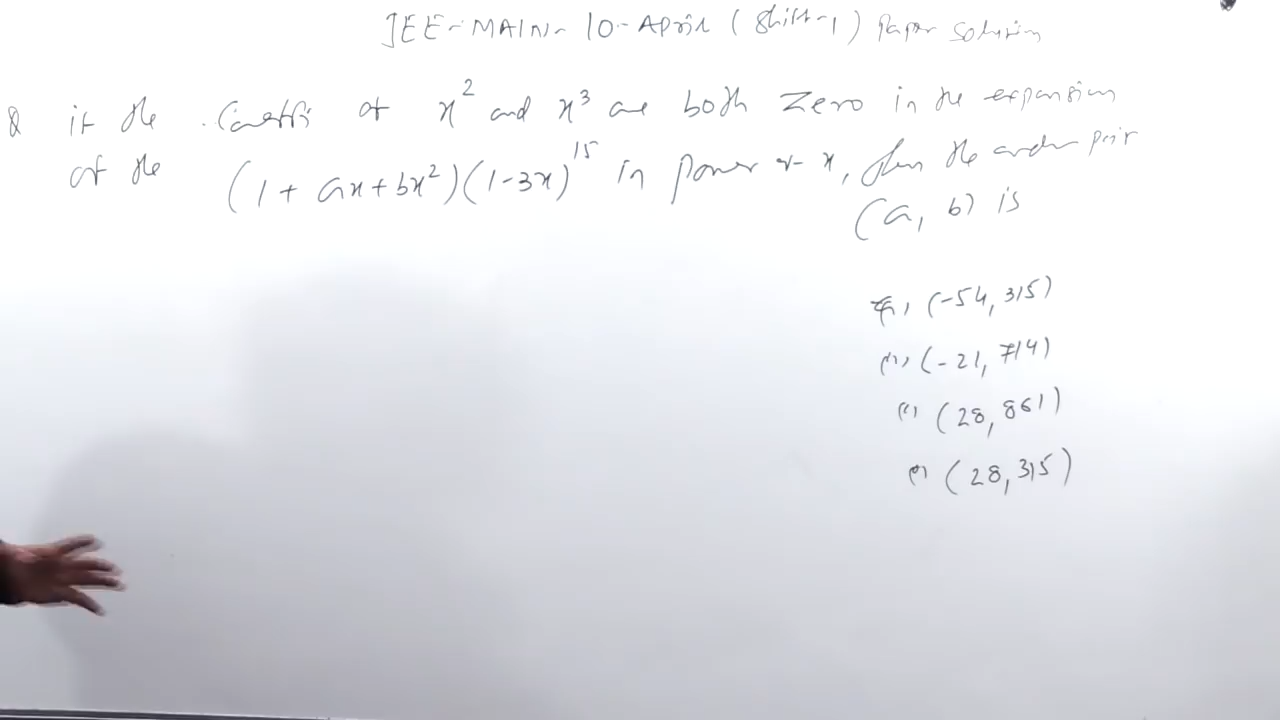 JEE-MAIN- 10-April (Shift-1) Paper Solution
Q if the Coeffi of x² and x³ are both Zero in the expansion
of the (1 + ax + bx²)(1-3x)¹⁵ in power of x, then the order pair
(a, b) is
(-54, 315)
(-21, 714)
(28, 861)
(28, 315)